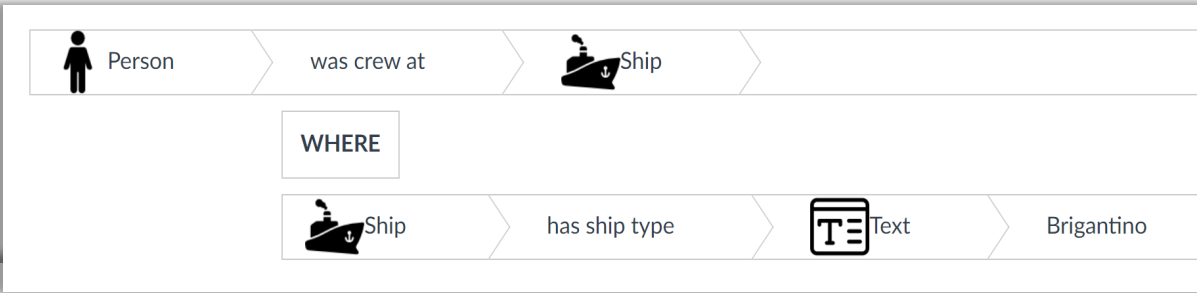 Person was crew at Ship
WHERE
Ship has ship type T Text Brigantino